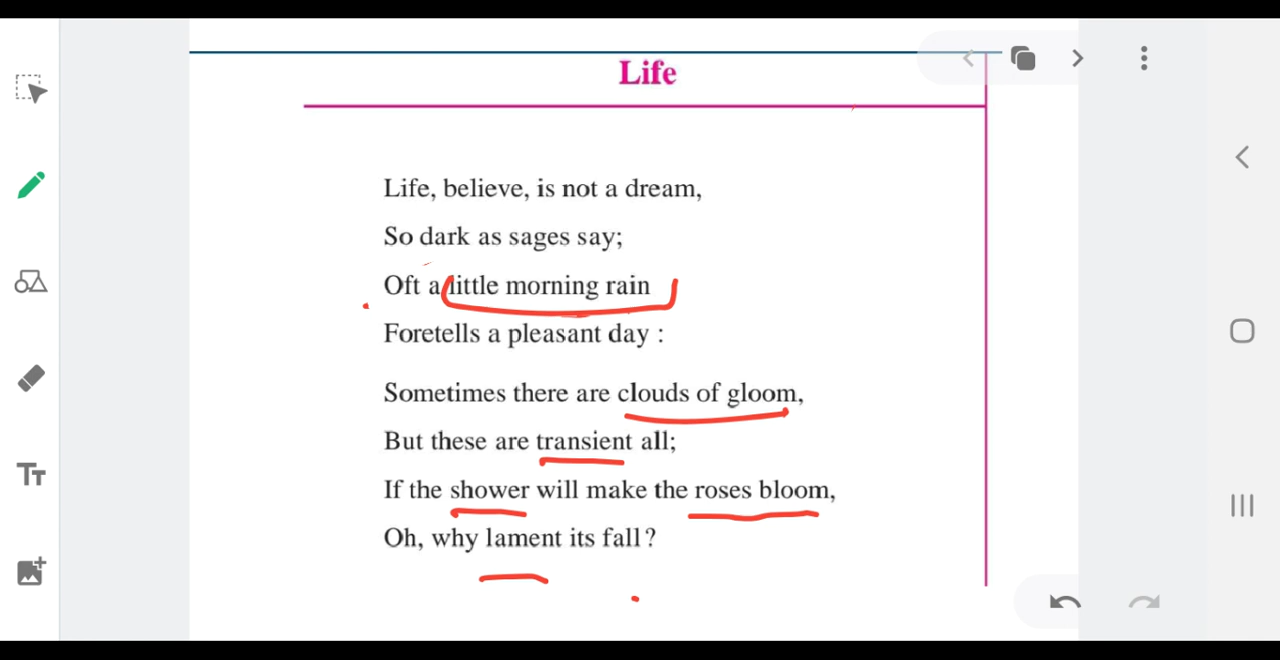 Life
Life, believe, is not a dream,
So dark as sages say;
Oft a little morning rain
Foretells a pleasant day :
Sometimes there are clouds of gloom,
But these are transient all;
If the shower will make the roses bloom,
Oh, why lament its fall?
TT